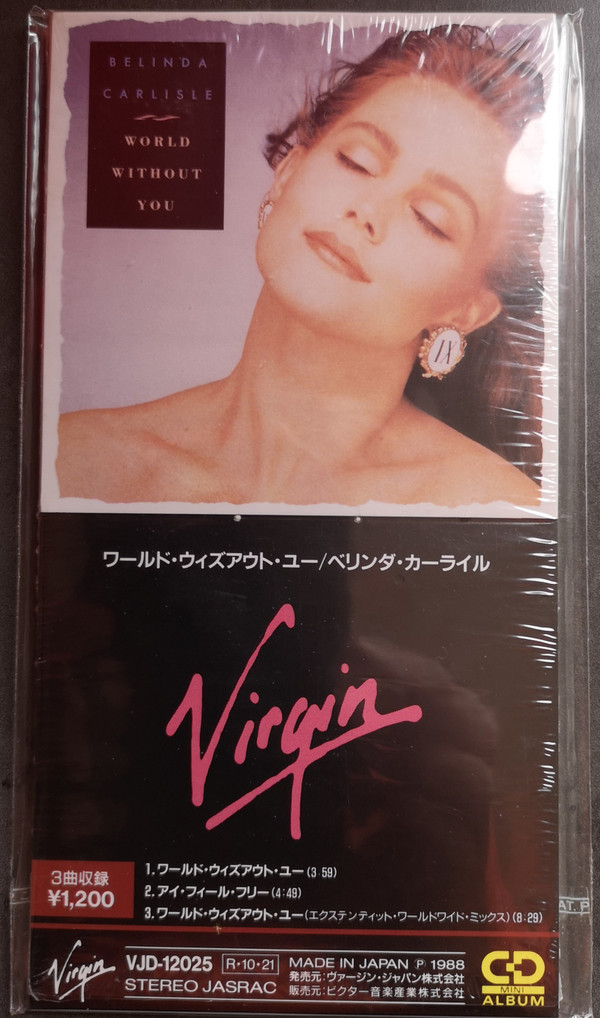 BELINDA
CARLISLE
WORLD
WITHOUT
YOU
IX
ワールド・ウィズアウト・ユー/ベリンダ・カーライル
Virgin
3曲収録
¥1,200
1.ワールド・ウィズアウト・ユー(3:59)
2.アイ・フィール・フリー(4:49)
3.ワールド・ウィズアウト・ユー(エクステンティット・ワールドワイド・ミックス)(8:29)
AT. P
Virgin
VJD-12025 R・10・21
STEREO JASRAC
MADE IN JAPAN Ⓟ 1988
発売元:ヴァージン・ジャパン株式会社
販売元:ビクター音楽産業株式会社
CD
MINI
ALBUM